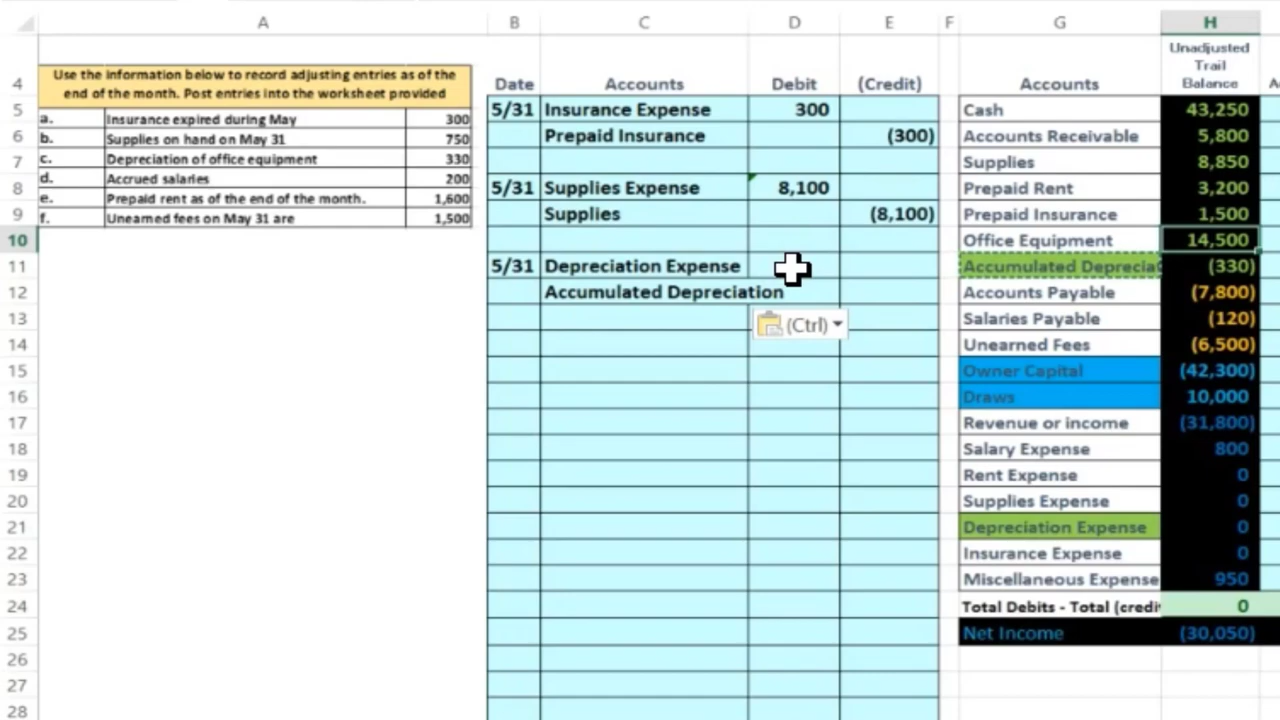 A B C D E F G H
Unadjusted
Trail
4 Use the information below to record adjusting entries as of the Date Accounts Debit (Credit) Accounts Balance
end of the month. Post entries into the worksheet provided
5 a. Insurance expired during May 300 5/31 Insurance Expense 300 Cash 43,250
6 b. Supplies on hand on May 31 750 Prepaid Insurance (300) Accounts Receivable 5,800
7 c. Depreciation of office equipment 330 Supplies 8,850
8 d. Accrued salaries 200 5/31 Supplies Expense 8,100 Prepaid Rent 3,200
e. Prepaid rent as of the end of the month. 1,600
9 f. Unearned fees on May 31 are 1,500 Supplies (8,100) Prepaid Insurance 1,500
10 Office Equipment 14,500
11 5/31 Depreciation Expense Accumulated Deprecia (330)
12 Accumulated Depreciation Accounts Payable (7,800)
13 (Ctrl) Salaries Payable (120)
14 Unearned Fees (6,500)
15 Owner Capital (42,300)
16 Draws 10,000
17 Revenue or income (31,800)
18 Salary Expense 800
19 Rent Expense 0
20 Supplies Expense 0
21 Depreciation Expense 0
22 Insurance Expense 0
23 Miscellaneous Expense 950
24 Total Debits - Total (credi 0
25 Net Income (30,050)
26
27
28